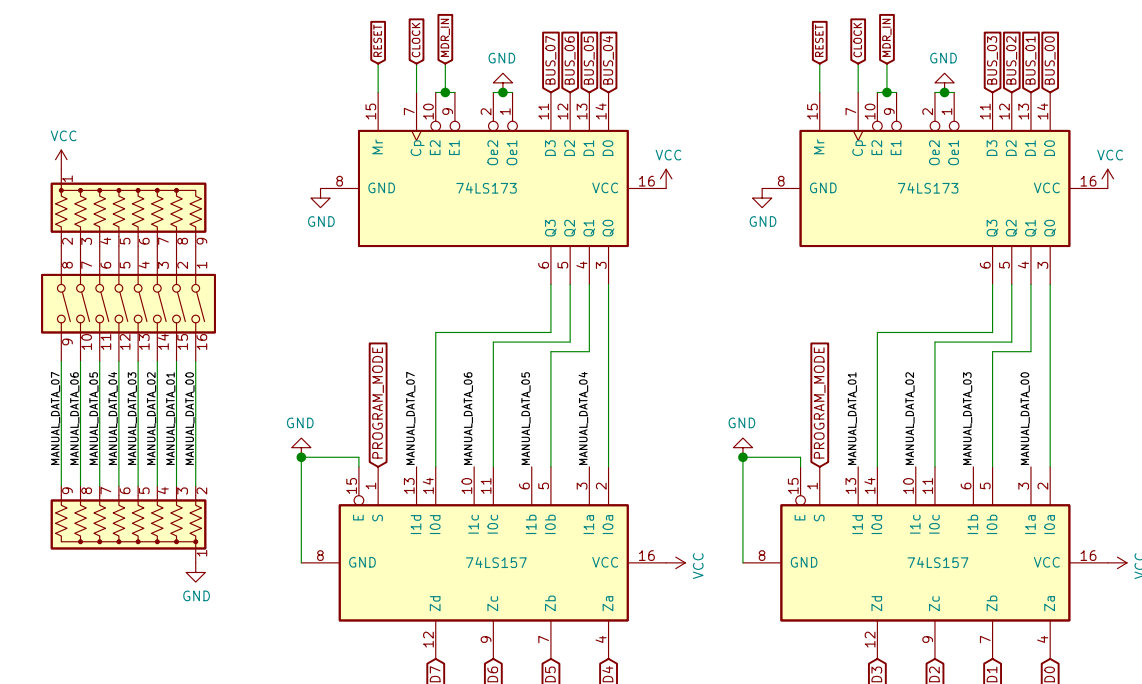 VCC
1
2 3 4 5 6 7 8 9
8 7 6 5 4 3 2 1
9 10 11 12 13 14 15 16
MANUAL_DATA_07
MANUAL_DATA_06
MANUAL_DATA_05
MANUAL_DATA_04
MANUAL_DATA_03
MANUAL_DATA_02
MANUAL_DATA_01
MANUAL_DATA_00
9 8 7 6 5 4 3 2
1
GND
RESET
CLOCK
MDR_IN
GND
BUS_07
BUS_06
BUS_05
BUS_04
15 7 10 9 2 1 11 12 13 14
Mr Cp E2 E1 Oe2 Oe1 D3 D2 D1 D0
8 GND 74LS173 VCC 16
VCC
GND
Q3 Q2 Q1 Q0
6 5 4 3
PROGRAM_MODE
MANUAL_DATA_07
MANUAL_DATA_06
MANUAL_DATA_05
MANUAL_DATA_04
GND
15 1 13 14 10 11 6 5 3 2
E S I1d I0d I1c I0c I1b I0b I1a I0a
8 GND 74LS157 VCC 16
VCC
Zd Zc Zb Za
12 9 7 4
D7 D6 D5 D4
RESET
CLOCK
MDR_IN
GND
BUS_03
BUS_02
BUS_01
BUS_00
15 7 10 9 2 1 11 12 13 14
Mr Cp E2 E1 Oe2 Oe1 D3 D2 D1 D0
8 GND 74LS173 VCC 16
VCC
GND
Q3 Q2 Q1 Q0
6 5 4 3
PROGRAM_MODE
MANUAL_DATA_01
MANUAL_DATA_02
MANUAL_DATA_03
MANUAL_DATA_00
GND
15 1 13 14 10 11 6 5 3 2
E S I1d I0d I1c I0c I1b I0b I1a I0a
8 GND 74LS157 VCC 16
VCC
Zd Zc Zb Za
12 9 7 4
D3 D2 D1 D0